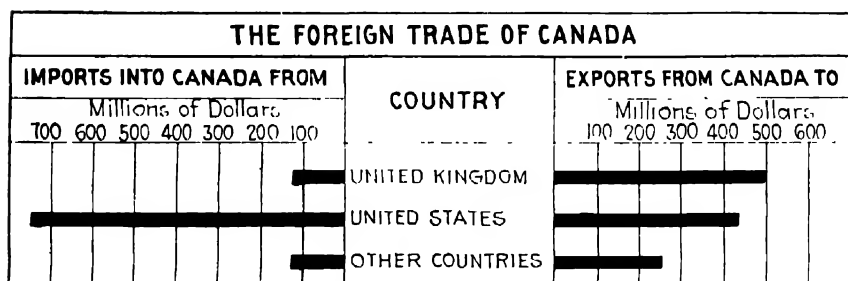 THE FOREIGN TRADE OF CANADA
IMPORTS INTO CANADA FROM
Millions of Dollars
700 600 500 400 300 200 100
COUNTRY
EXPORTS FROM CANADA TO
Millions of Dollars
100 200 300 400 500 600
UNITED KINGDOM
UNITED STATES
OTHER COUNTRIES